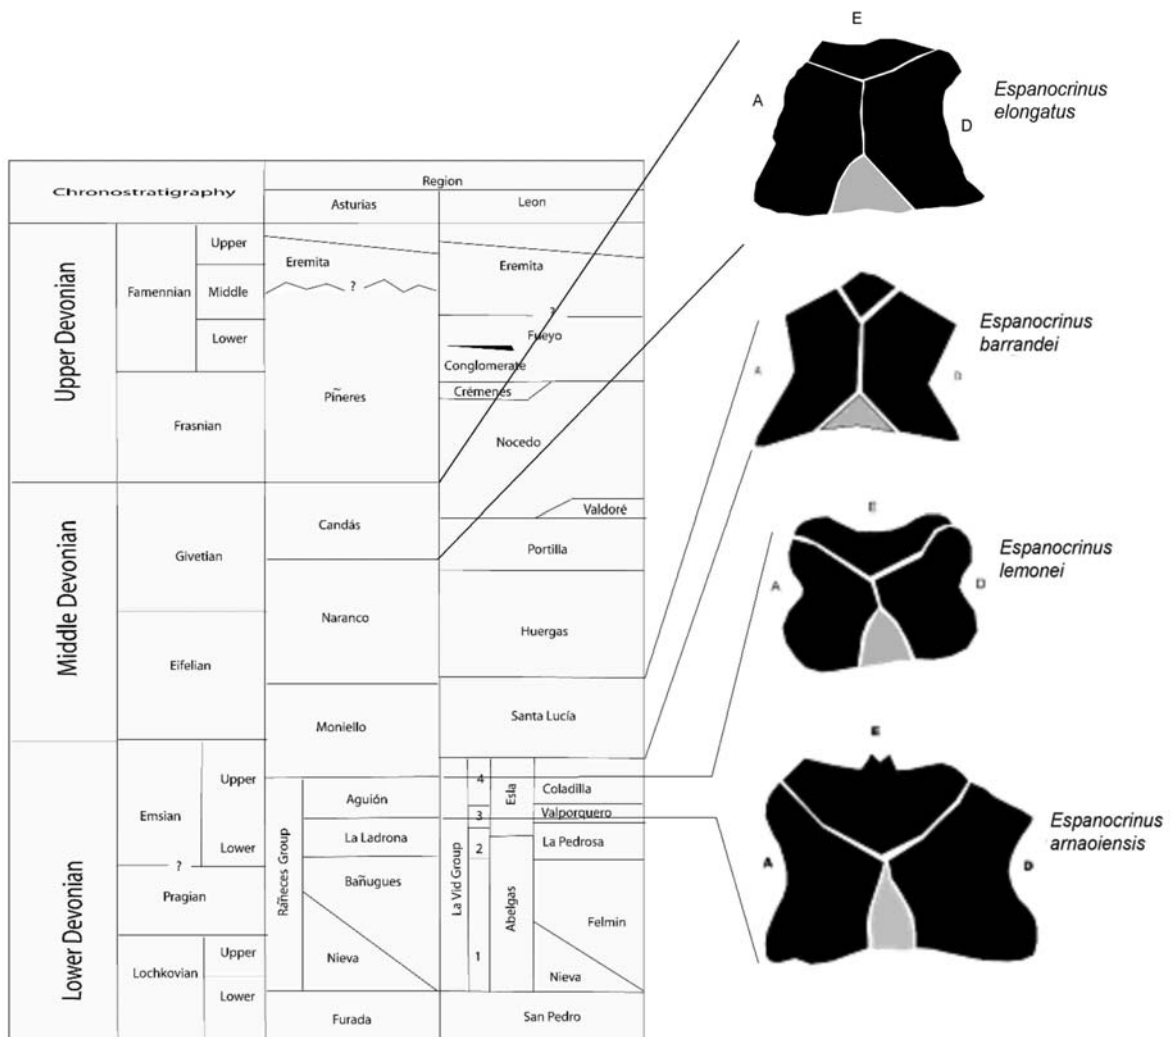 Chronostratigraphy
Region
Asturias
Leon
Upper Devonian
Famennian
Upper
Middle
Lower
Frasnian
Eremita
?
Piñeres
Eremita
?
Fueyo
Conglomerate
Crémenes
Nocedo
Middle Devonian
Givetian
Eifelian
Candás
Naranco
Moniello
Valdoré
Portilla
Huergas
Santa Lucía
Lower Devonian
Emsian
Upper
Lower
?
Pragian
Lochkovian
Upper
Lower
Rañeces Group
Aguión
La Ladrona
Bañugues
Nieva
Furada
La Vid Group
4
3
2
1
Esla
Abelgas
Coladilla
Valporquero
La Pedrosa
Felmin
Nieva
San Pedro
E
A
D
Espanocrinus
elongatus
A
D
Espanocrinus
barrandei
E
A
D
Espanocrinus
lemonei
E
A
D
Espanocrinus
arnaoiensis